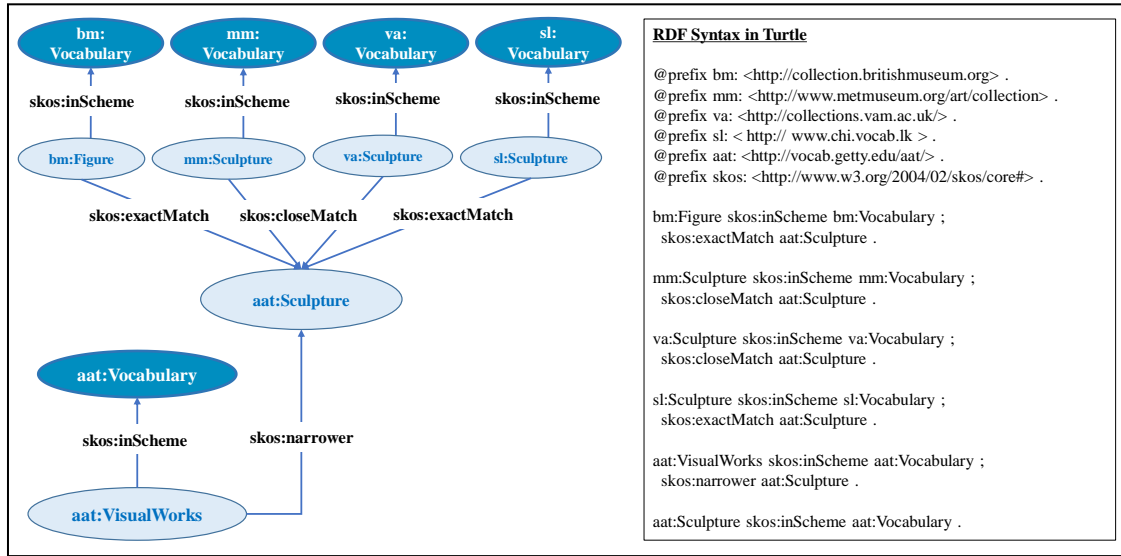 bm:
Vocabulary
mm:
Vocabulary
va:
Vocabulary
sl:
Vocabulary
skos:inScheme
skos:inScheme
skos:inScheme
skos:inScheme
bm:Figure
mm:Sculpture
va:Sculpture
sl:Sculpture
skos:exactMatch
skos:closeMatch
skos:exactMatch
aat:Sculpture
aat:Vocabulary
skos:inScheme
skos:narrower
aat:VisualWorks
RDF Syntax in Turtle
@prefix bm: <http://collection.britishmuseum.org> .
@prefix mm: <http://www.metmuseum.org/art/collection> .
@prefix va: <http://collections.vam.ac.uk/> .
@prefix sl: < http:// www.chi.vocab.lk > .
@prefix aat: <http://vocab.getty.edu/aat/> .
@prefix skos: <http://www.w3.org/2004/02/skos/core#> .
bm:Figure skos:inScheme bm:Vocabulary ;
skos:exactMatch aat:Sculpture .
mm:Sculpture skos:inScheme mm:Vocabulary ;
skos:closeMatch aat:Sculpture .
va:Sculpture skos:inScheme va:Vocabulary ;
skos:closeMatch aat:Sculpture .
sl:Sculpture skos:inScheme sl:Vocabulary ;
skos:exactMatch aat:Sculpture .
aat:VisualWorks skos:inScheme aat:Vocabulary ;
skos:narrower aat:Sculpture .
aat:Sculpture skos:inScheme aat:Vocabulary .